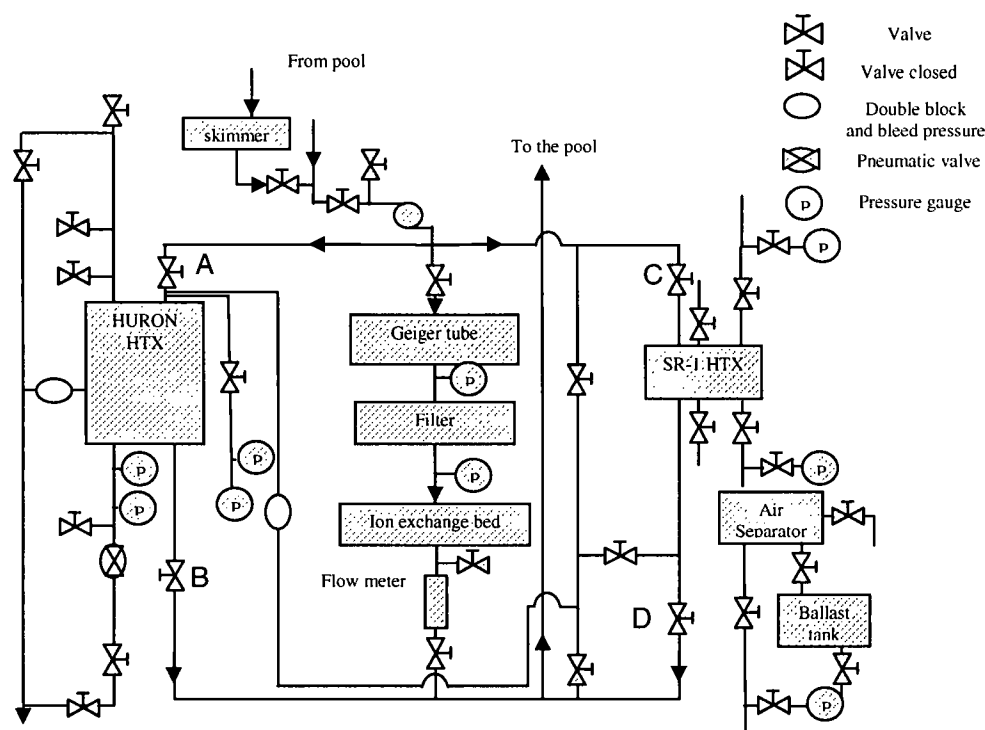 From pool
skimmer
To the pool
Valve
Valve closed
Double block
and bleed pressure
Pneumatic valve
P
Pressure gauge
A
C
P
HURON
HTX
Geiger tube
SR-1 HTX
P
Filter
P
P
P
P
P
P
Ion exchange bed
Air
Separator
B
Flow meter
D
Ballast
tank
P